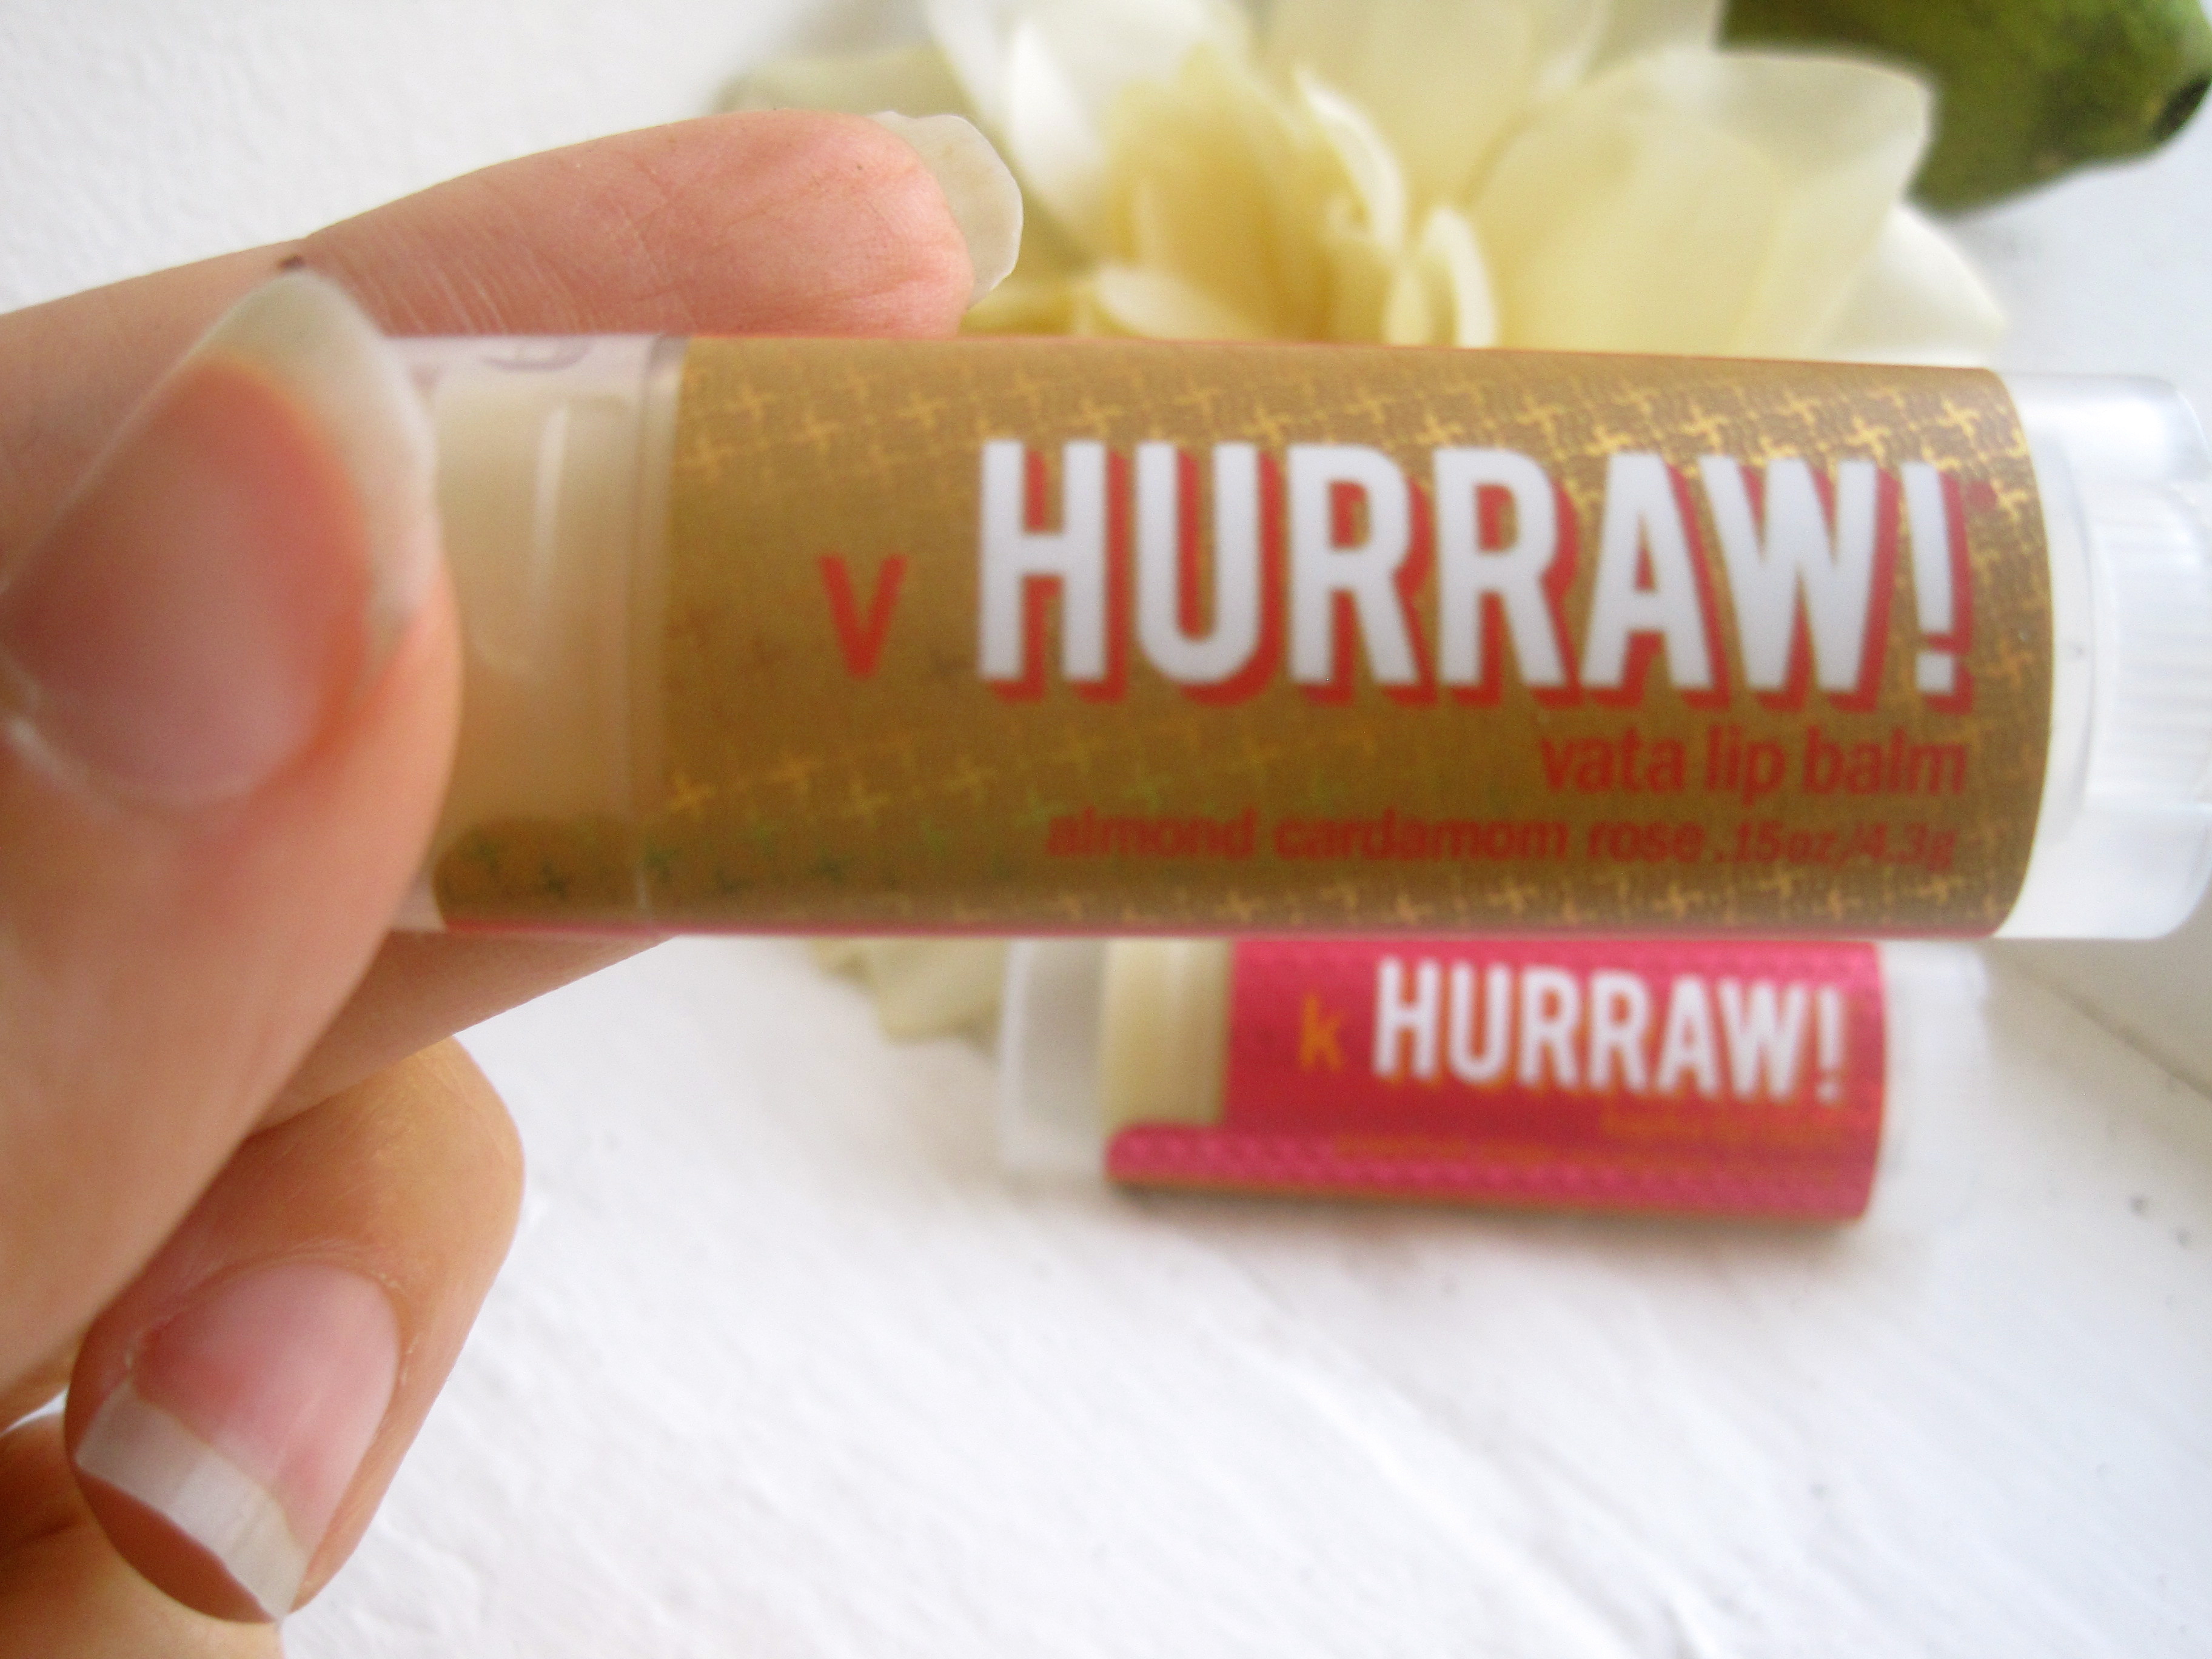 v HURRAW!
vata lip balm
almond cardamom rose .15oz/4.3g
k HURRAW!